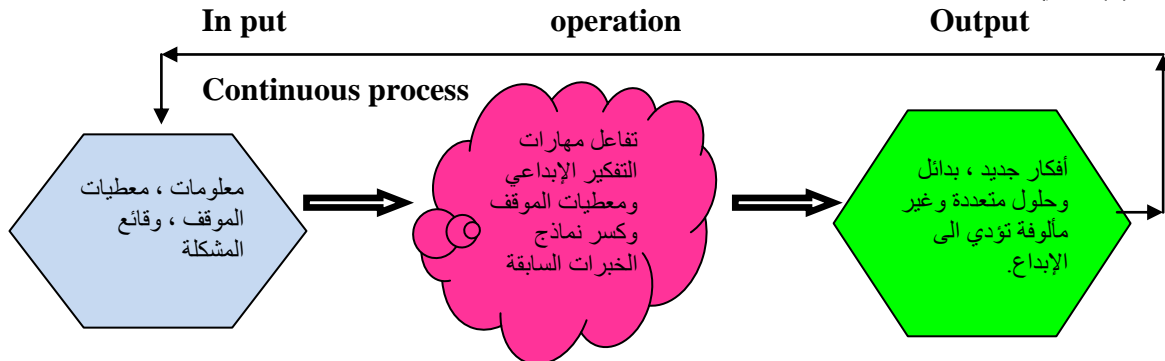 In put operation Output
Continuous process
معلومات ، معطيات
الموقف ، وقائع
المشكلة
تفاعل مهارات
التفكير الإبداعي
ومعطيات الموقف
وكسر نماذج
الخبرات السابقة
أفكار جديد ، بدائل
وحلول متعددة وغير
مألوفة تؤدي الى
الإبداع.